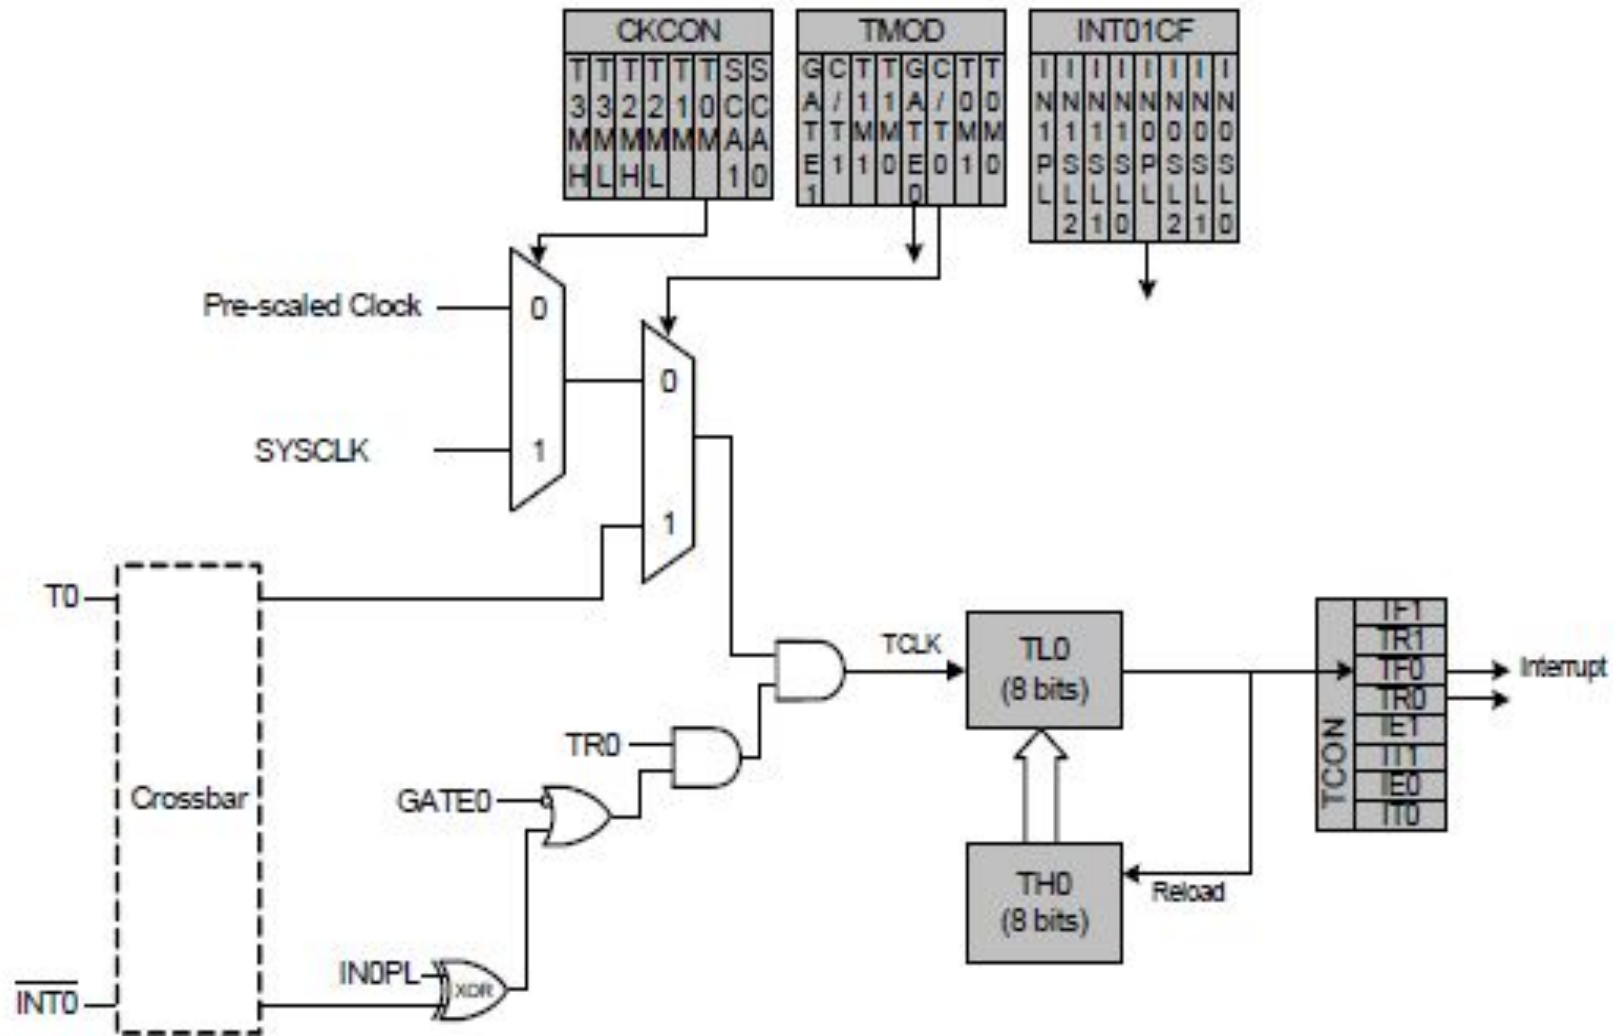 CKCON
T3MH T3ML T2MH T2ML T1M T0M SCA1 SCA0
TMOD
GATE1 C/T1 T1M1 T1M0 GATE0 C/T0 T0M1 T0M0
INT01CF
IN1PL IN1SL2 IN1SL1 IN1SL0 IN0PL IN0SL2 IN0SL1 IN0SL0
Pre-scaled Clock
0
0
SYSCLK
1
1
T0
Crossbar
TCLK
TL0
(8 bits)
TCON
TF1
TR1
TF0
TR0
IE1
IT1
IE0
IT0
Interrupt
TR0
GATE0
TH0
(8 bits)
Reload
IN0PL
XOR
INT0